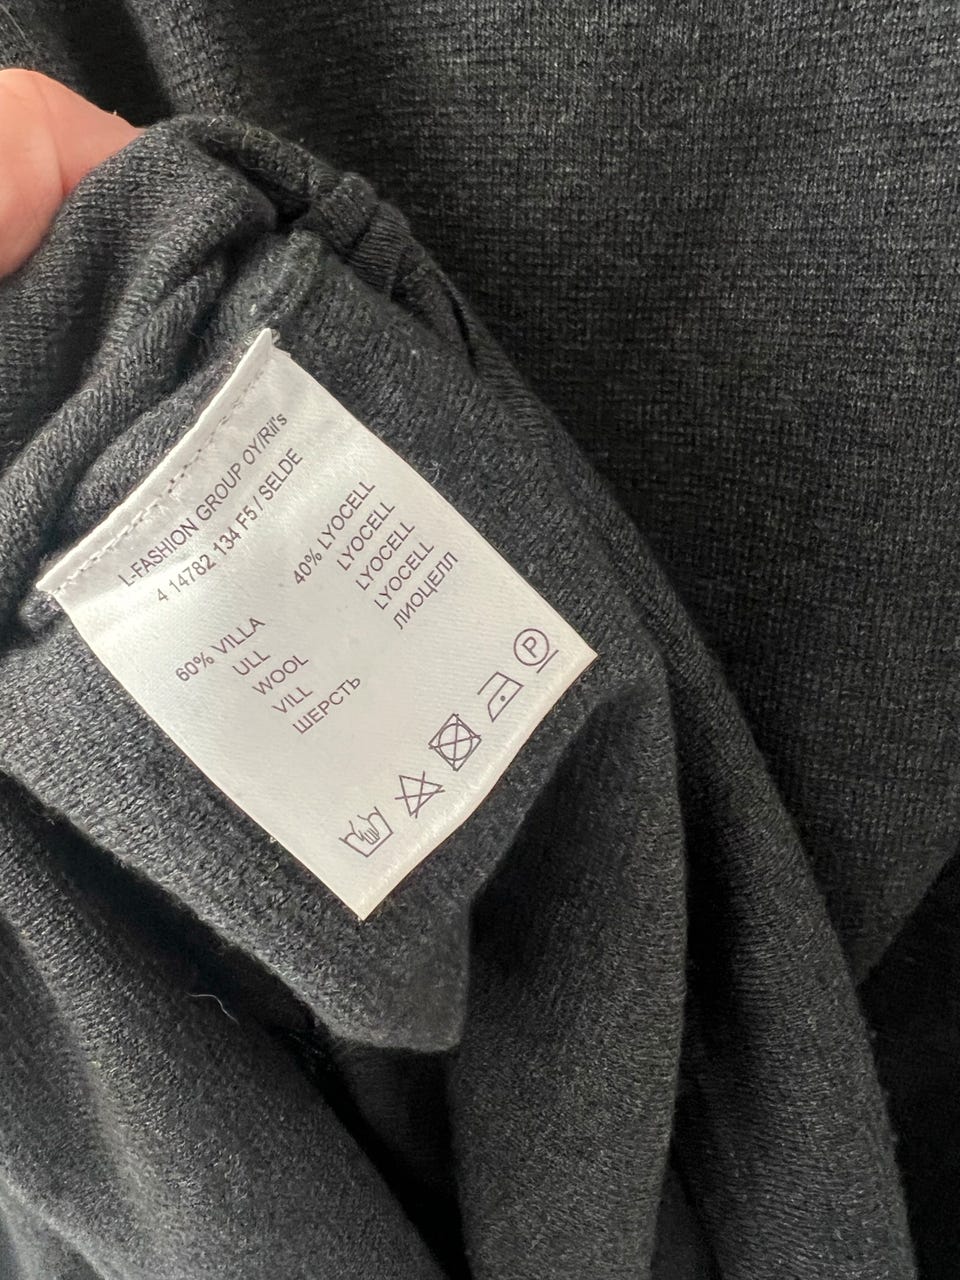 L-FASHION GROUP OY/Ril's
4 14782 134 F5 / SELDE
60% VILLA
ULL
WOOL
VILL
ШЕРСТЬ
40% LYOCELL
LYOCELL
LYOCELL
LYOCELL
ЛИОЦЕЛЛ
P